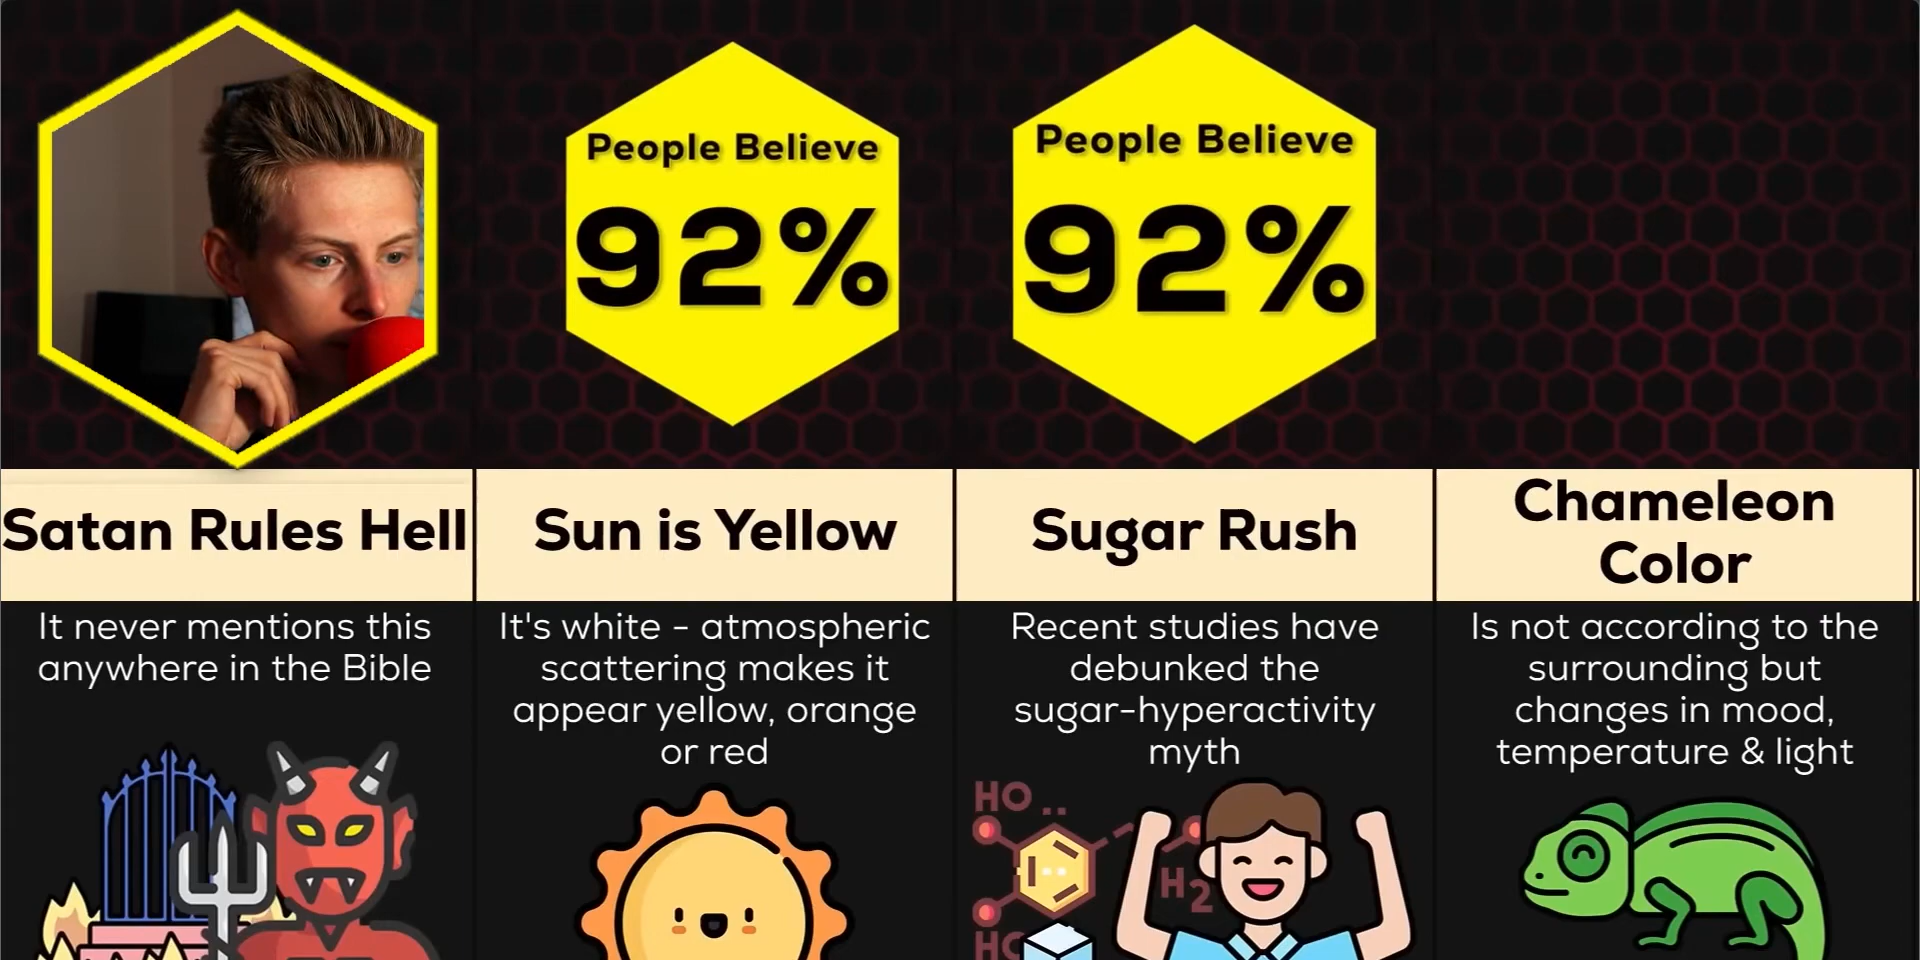 People Believe
92%
People Believe
92%
Satan Rules Hell
Sun is Yellow
Sugar Rush
Chameleon
Color
It never mentions this
anywhere in the Bible
It's white - atmospheric
scattering makes it
appear yellow, orange
or red
Recent studies have
debunked the
sugar-hyperactivity
myth
Is not according to the
surrounding but
changes in mood,
temperature & light
HO
H2
HO